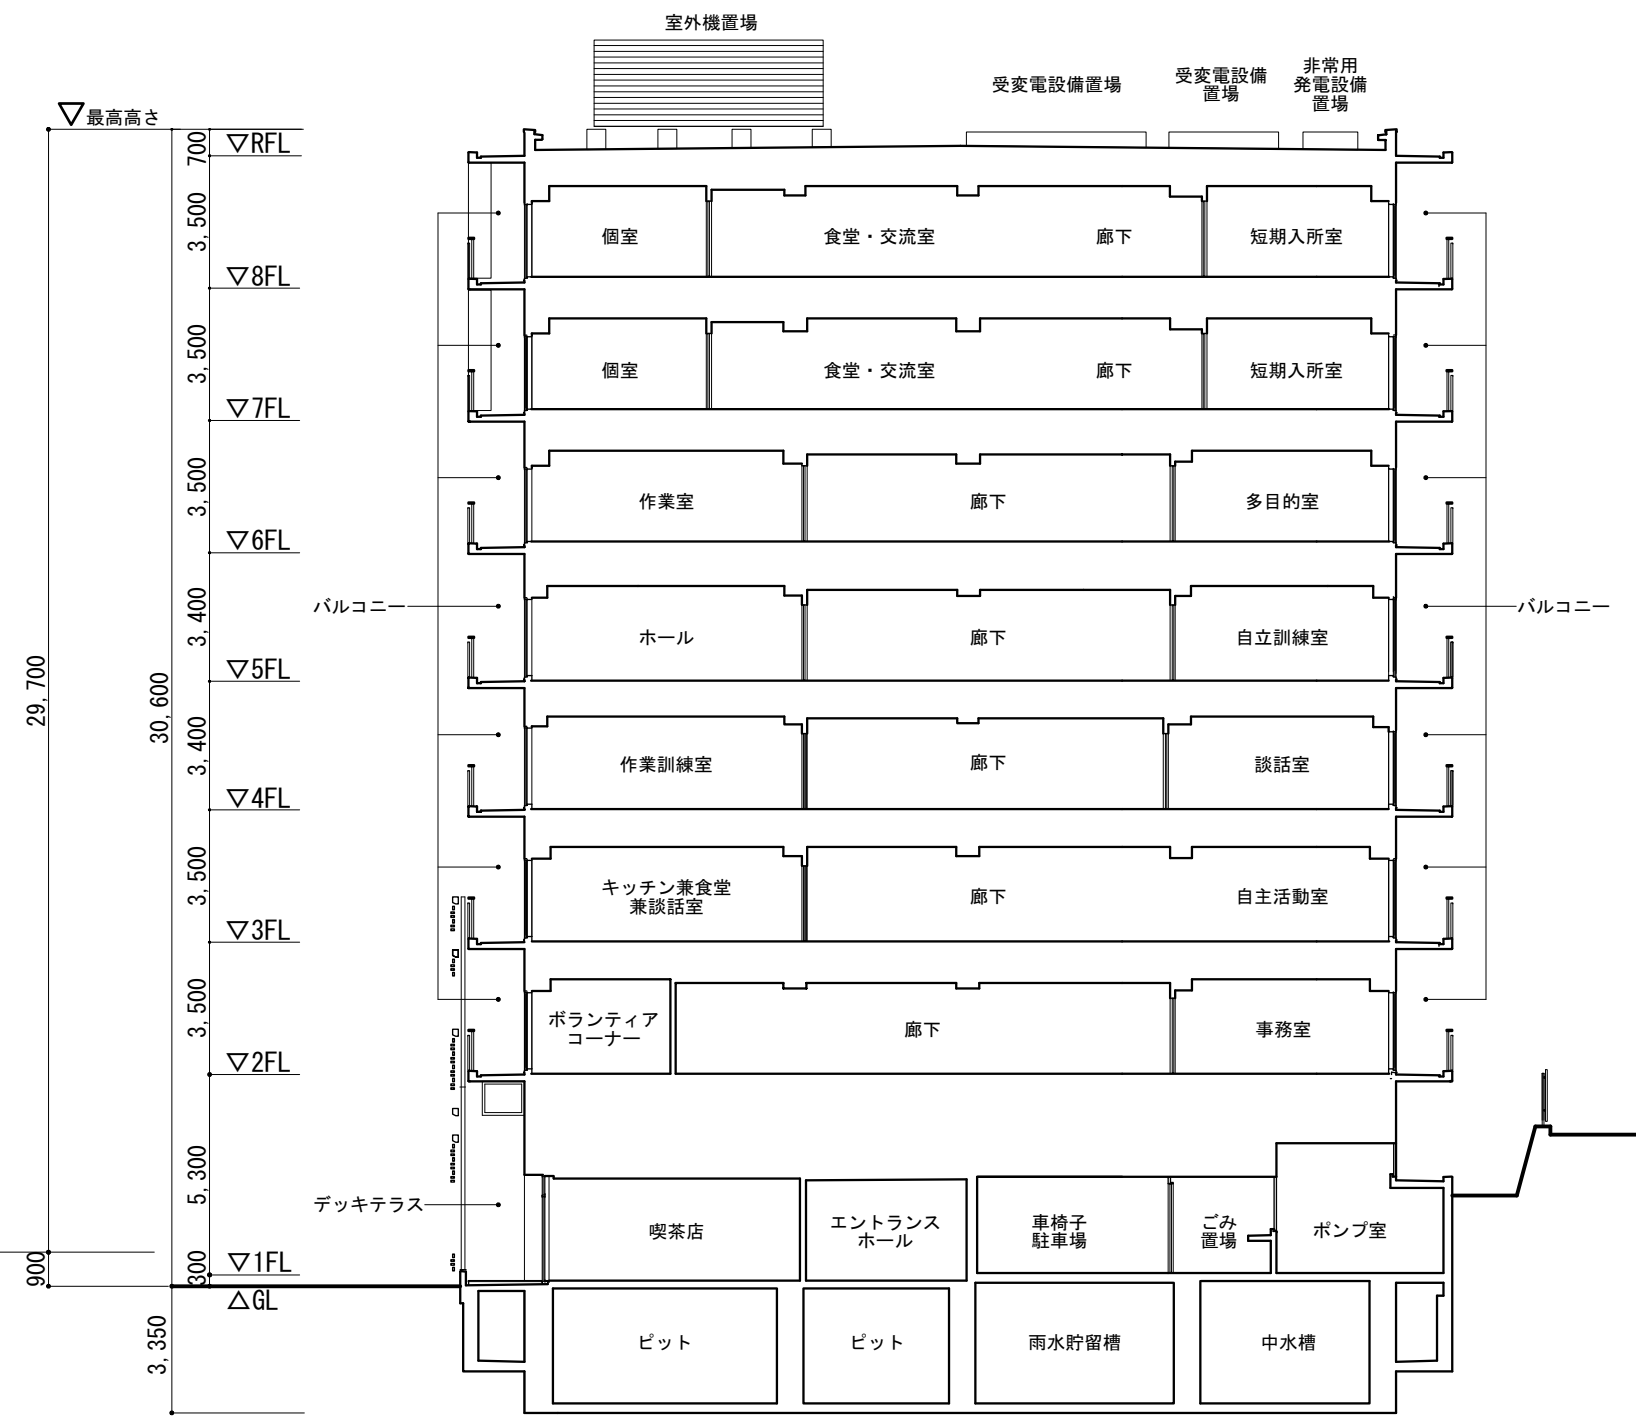 室外機置場
受変電設備置場
受変電設備
置場
非常用
発電設備
置場
▽最高高さ
700
▽RFL
3,500
個室
食堂・交流室
廊下
短期入所室
▽8FL
3,500
個室
食堂・交流室
廊下
短期入所室
▽7FL
3,500
作業室
廊下
多目的室
▽6FL
3,400
バルコニー
ホール
廊下
自立訓練室
バルコニー
▽5FL
29,700
30,600
3,400
作業訓練室
廊下
談話室
▽4FL
3,500
キッチン兼食堂
兼談話室
廊下
自主活動室
▽3FL
3,500
ボランティア
コーナー
廊下
事務室
▽2FL
5,300
デッキテラス
喫茶店
エントランス
ホール
車椅子
駐車場
ごみ
置場
ポンプ室
900
300
▽1FL
△GL
3,350
ピット
ピット
雨水貯留槽
中水槽